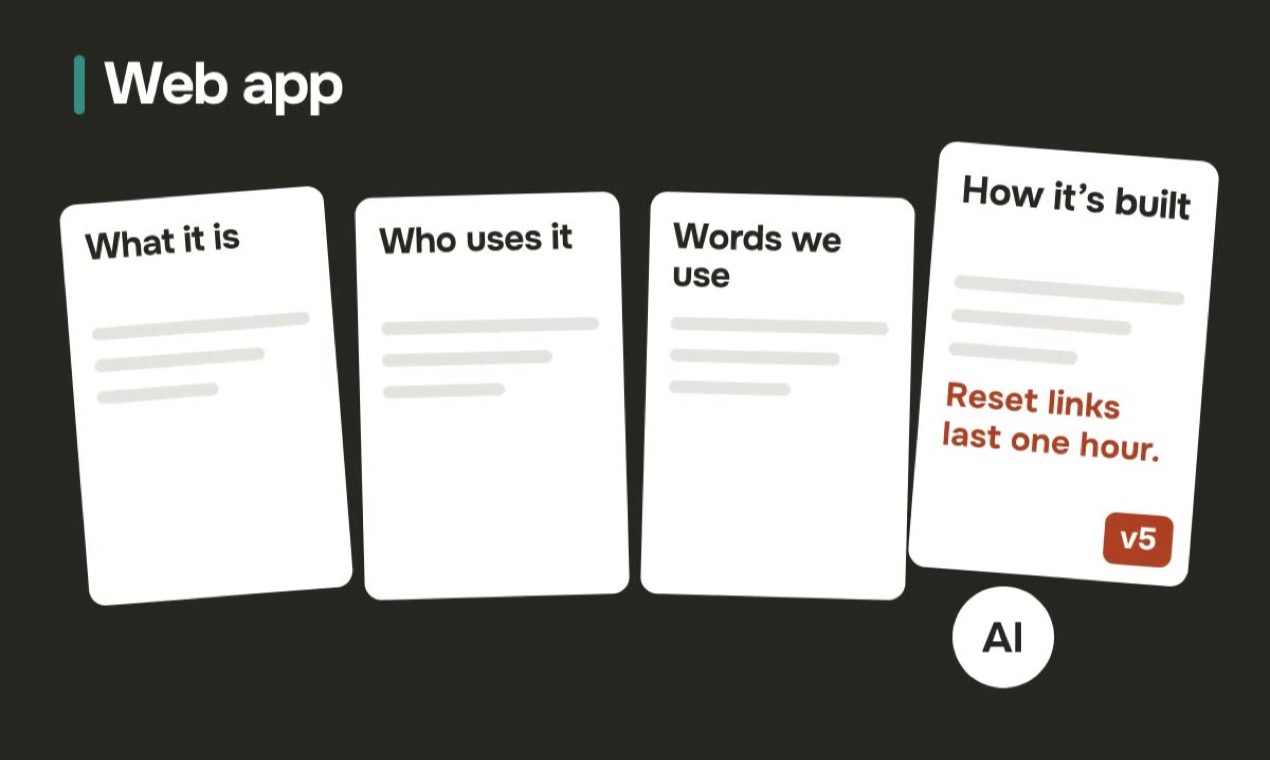 Web app
What it is
Who uses it
Words we
use
How it’s built
Reset links
last one hour.
v5
AI